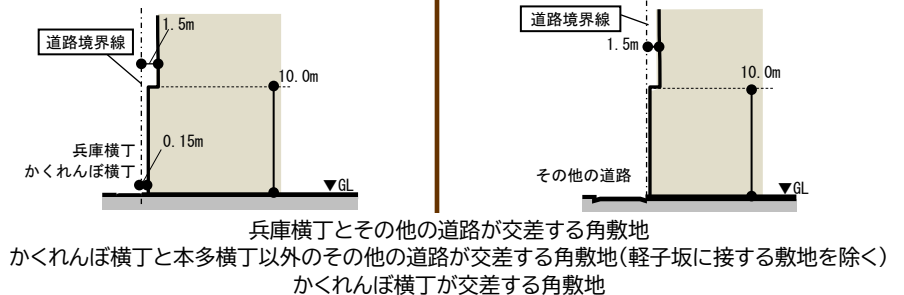 道路境界線
1.5m
10.0m
0.15m
兵庫横丁
かくれんぼ横丁
▼GL
道路境界線
1.5m
10.0m
その他の道路
▼GL
兵庫横丁とその他の道路が交差する角敷地
かくれんぼ横丁と本多横丁以外のその他の道路が交差する角敷地(軽子坂に接する敷地を除く)
かくれんぼ横丁が交差する角敷地